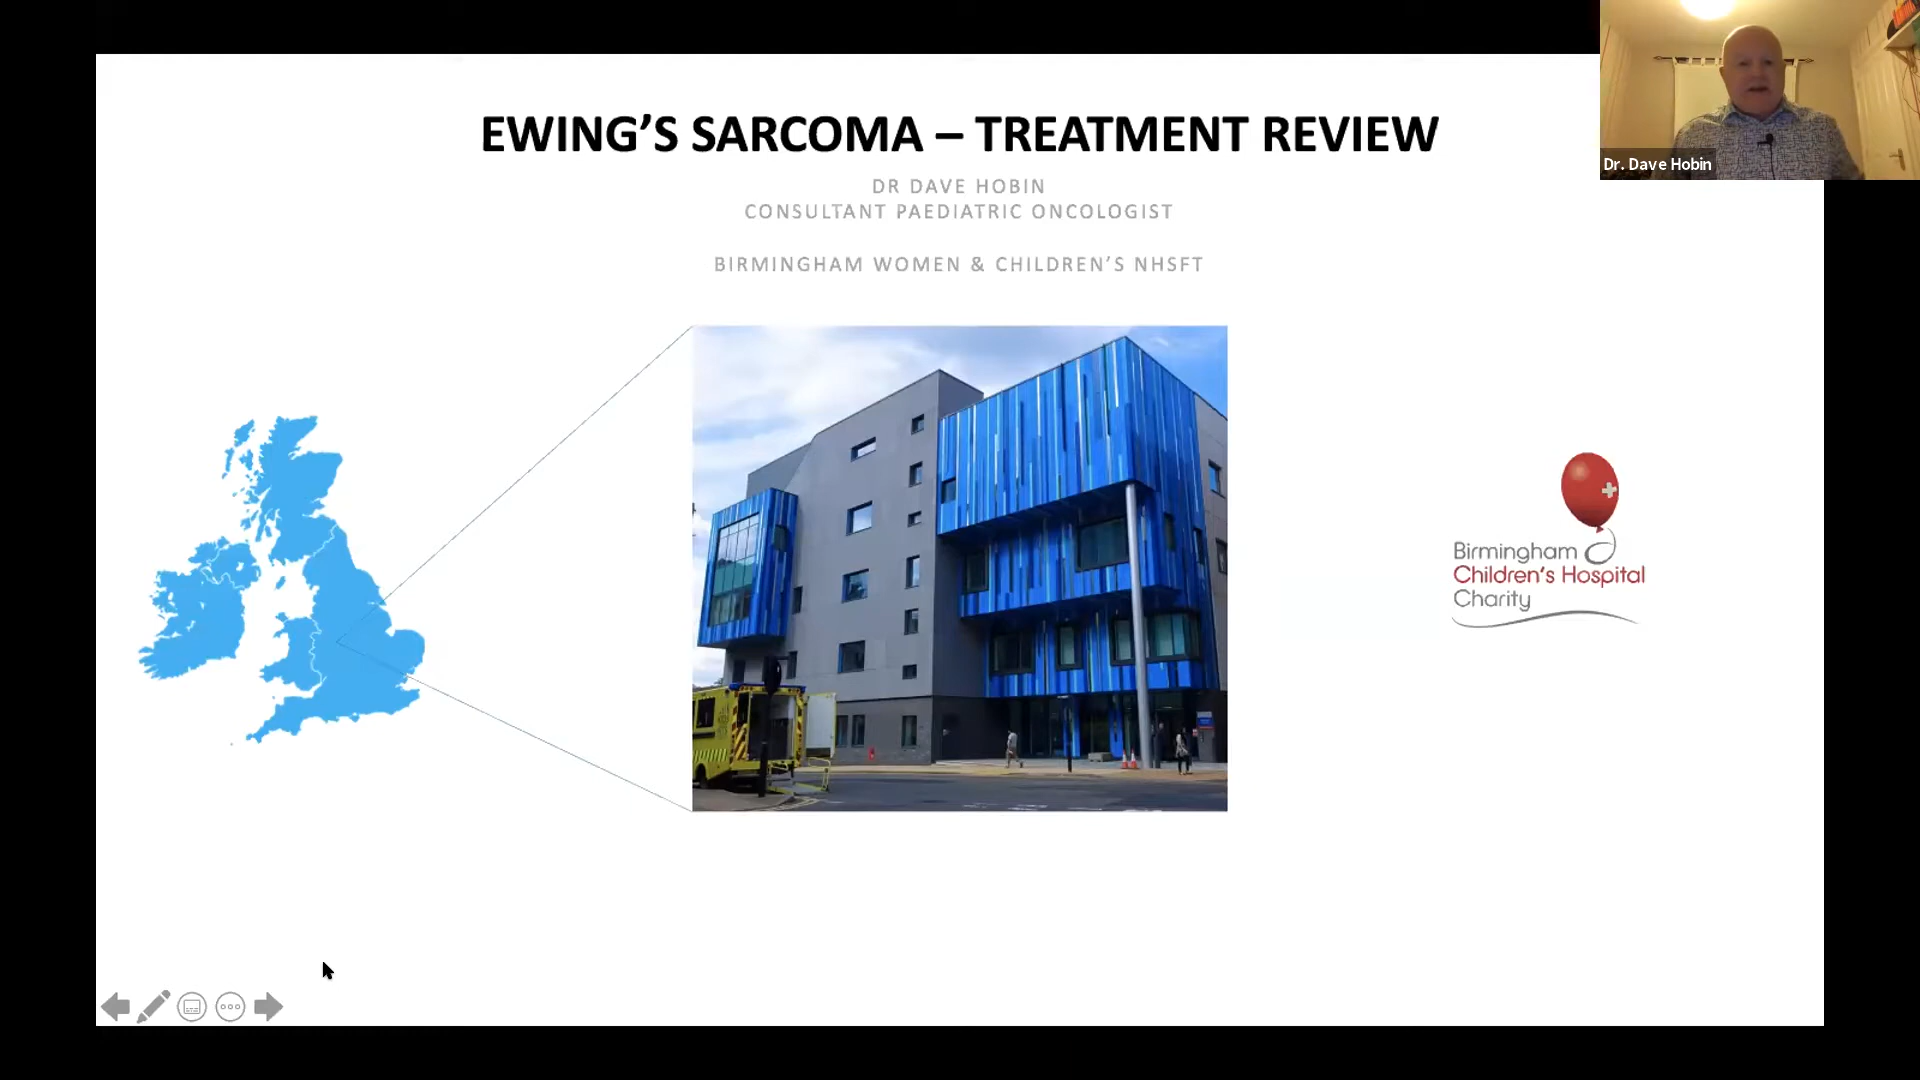 EWING’S SARCOMA – TREATMENT REVIEW
DR DAVE HOBIN
CONSULTANT PAEDIATRIC ONCOLOGIST
BIRMINGHAM WOMEN & CHILDREN’S NHSFT
Dr. Dave Hobin
Birmingham
Children's Hospital
Charity